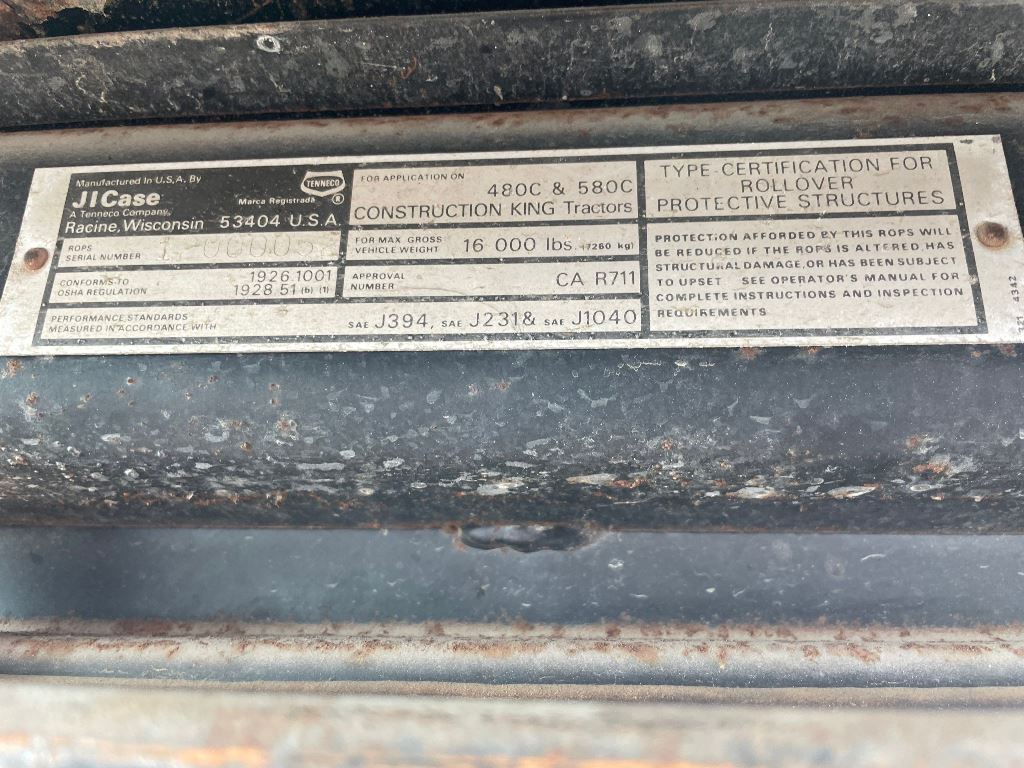 Manufactured In U.S.A. By
JI Case
A Tenneco Company
Racine, Wisconsin 53404 U.S.A.
TENNECO
®
Marca Registrada
ROPS
SERIAL NUMBER
CONFORMS TO
OSHA REGULATION
1926.1001
1928.51 (b) (1)
FOR APPLICATION ON
480C & 580C
CONSTRUCTION KING Tractors
FOR MAX GROSS
VEHICLE WEIGHT
16 000 lbs. (7260 kg)
APPROVAL
NUMBER
CA R711
PERFORMANCE STANDARDS
MEASURED IN ACCORDANCE WITH
SAE J394, SAE J231& SAE J1040
TYPE-CERTIFICATION FOR
ROLLOVER
PROTECTIVE STRUCTURES
PROTECTION AFFORDED BY THIS ROPS WILL
BE REDUCED IF THE ROPS IS ALTERED, HAS
STRUCTURAL DAMAGE, OR HAS BEEN SUBJECT
TO UPSET. SEE OPERATOR'S MANUAL FOR
COMPLETE INSTRUCTIONS AND INSPECTION
REQUIREMENTS.
321 4342